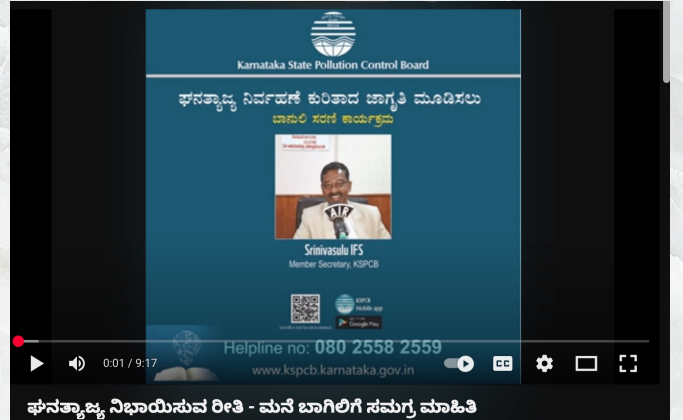 Karnataka State Pollution Control Board
ಘನತ್ಯಾಜ್ಯ ನಿರ್ವಹಣೆ ಕುರಿತಾದ ಜಾಗೃತಿ ಮೂಡಿಸಲು
ಬಾನುಲಿ ಸರಣಿ ಕಾರ್ಯಕ್ರಮ
AIR
Srinivasulu IFS
Member Secretary, KSPCB
KSPCB
Mobile app
Google Play
Helpline no: 080 2558 2559
www.kspcb.karnataka.gov.in
0:01 / 9:17
CC
ಘನತ್ಯಾಜ್ಯ ನಿಭಾಯಿಸುವ ರೀತಿ - ಮನೆ ಬಾಗಿಲಿಗೆ ಸಮಗ್ರ ಮಾಹಿತಿ